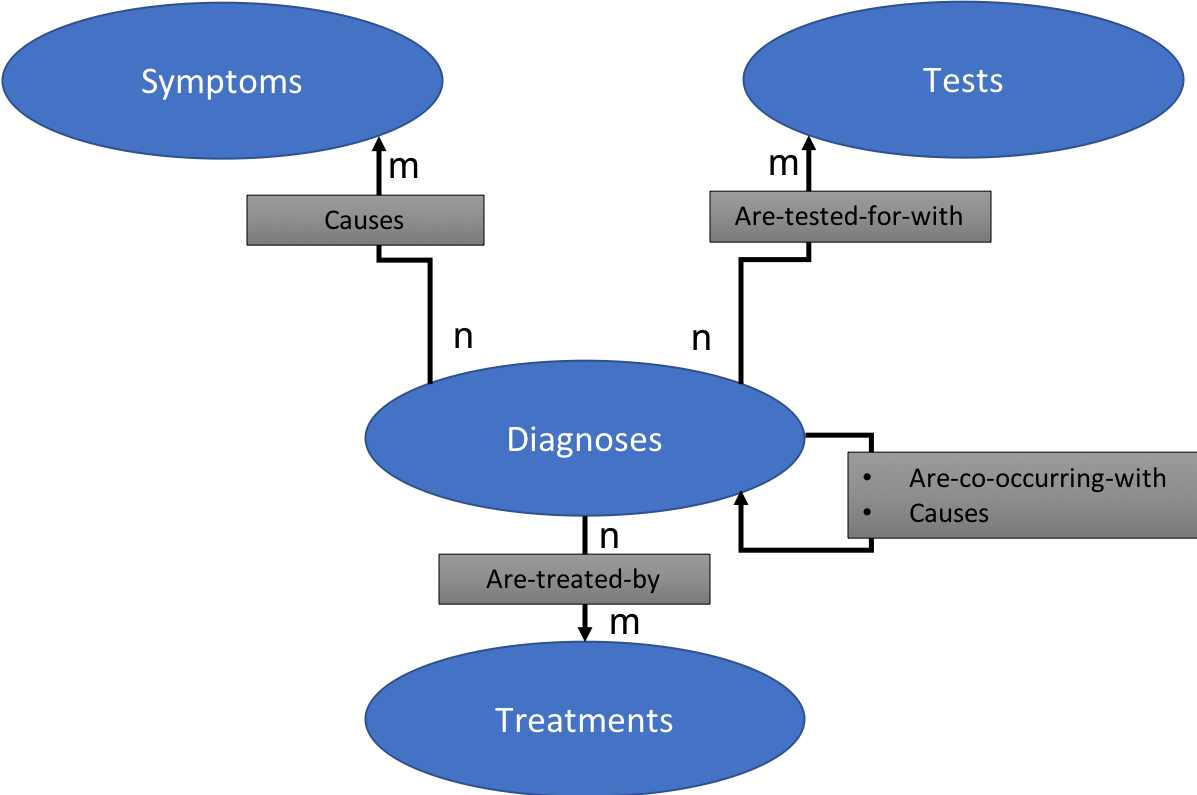 Symptoms
Tests
m
m
Causes
Are-tested-for-with
n
n
Diagnoses
• Are-co-occurring-with
• Causes
n
Are-treated-by
m
Treatments